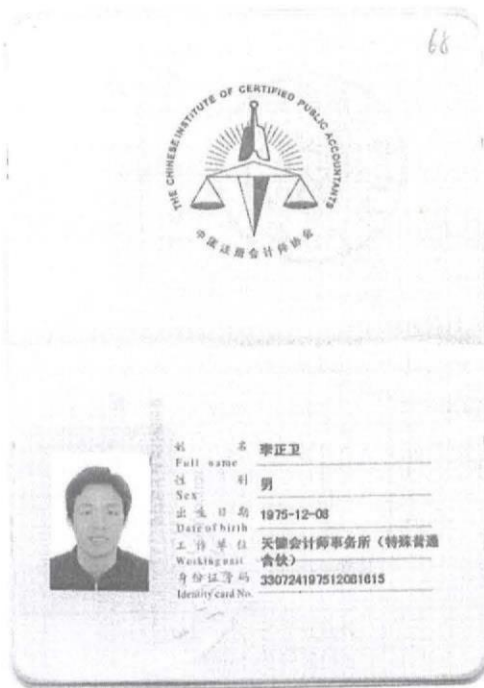 68
THE CHINESE INSTITUTE OF CERTIFIED PUBLIC ACCOUNTANTS
中国注册会计师协会
姓 名 李正卫
Full name
性 别 男
Sex
出生日期 1975-12-08
Date of birth
工作单位 天健会计师事务所（特殊普通
Working unit 合伙）
身份证号码 330724197512081615
Identity card No.